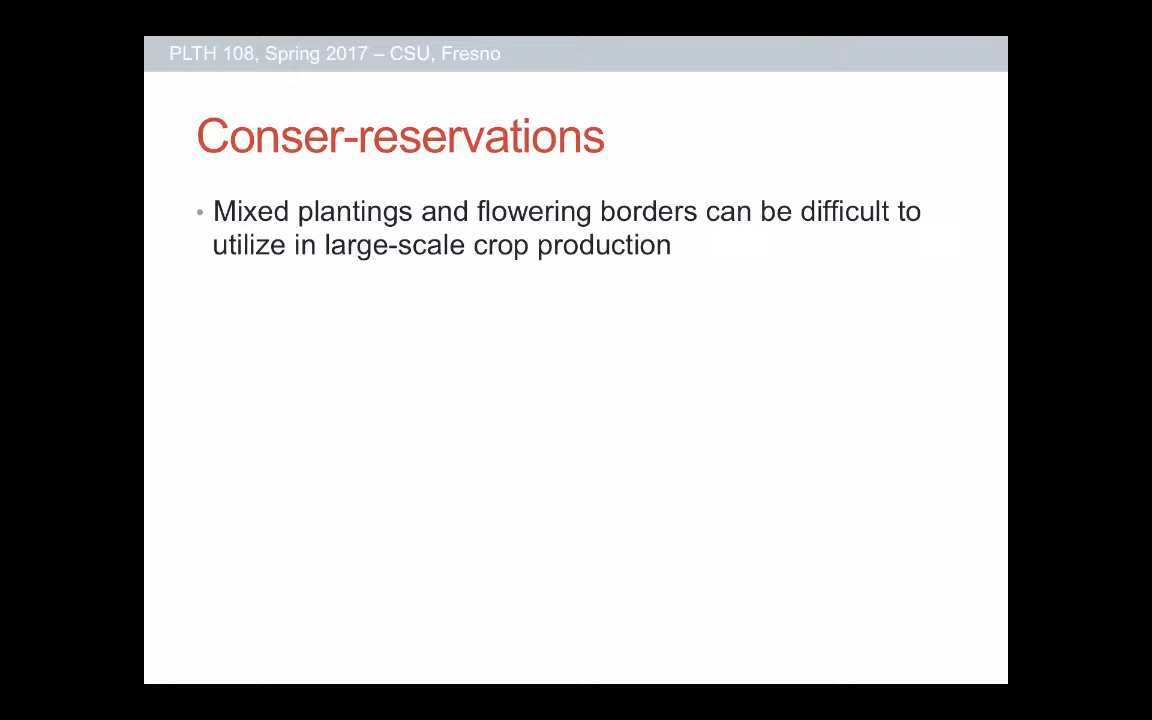 PLTH 108, Spring 2017 – CSU, Fresno
Conser-reservations
• Mixed plantings and flowering borders can be difficult to
utilize in large-scale crop production